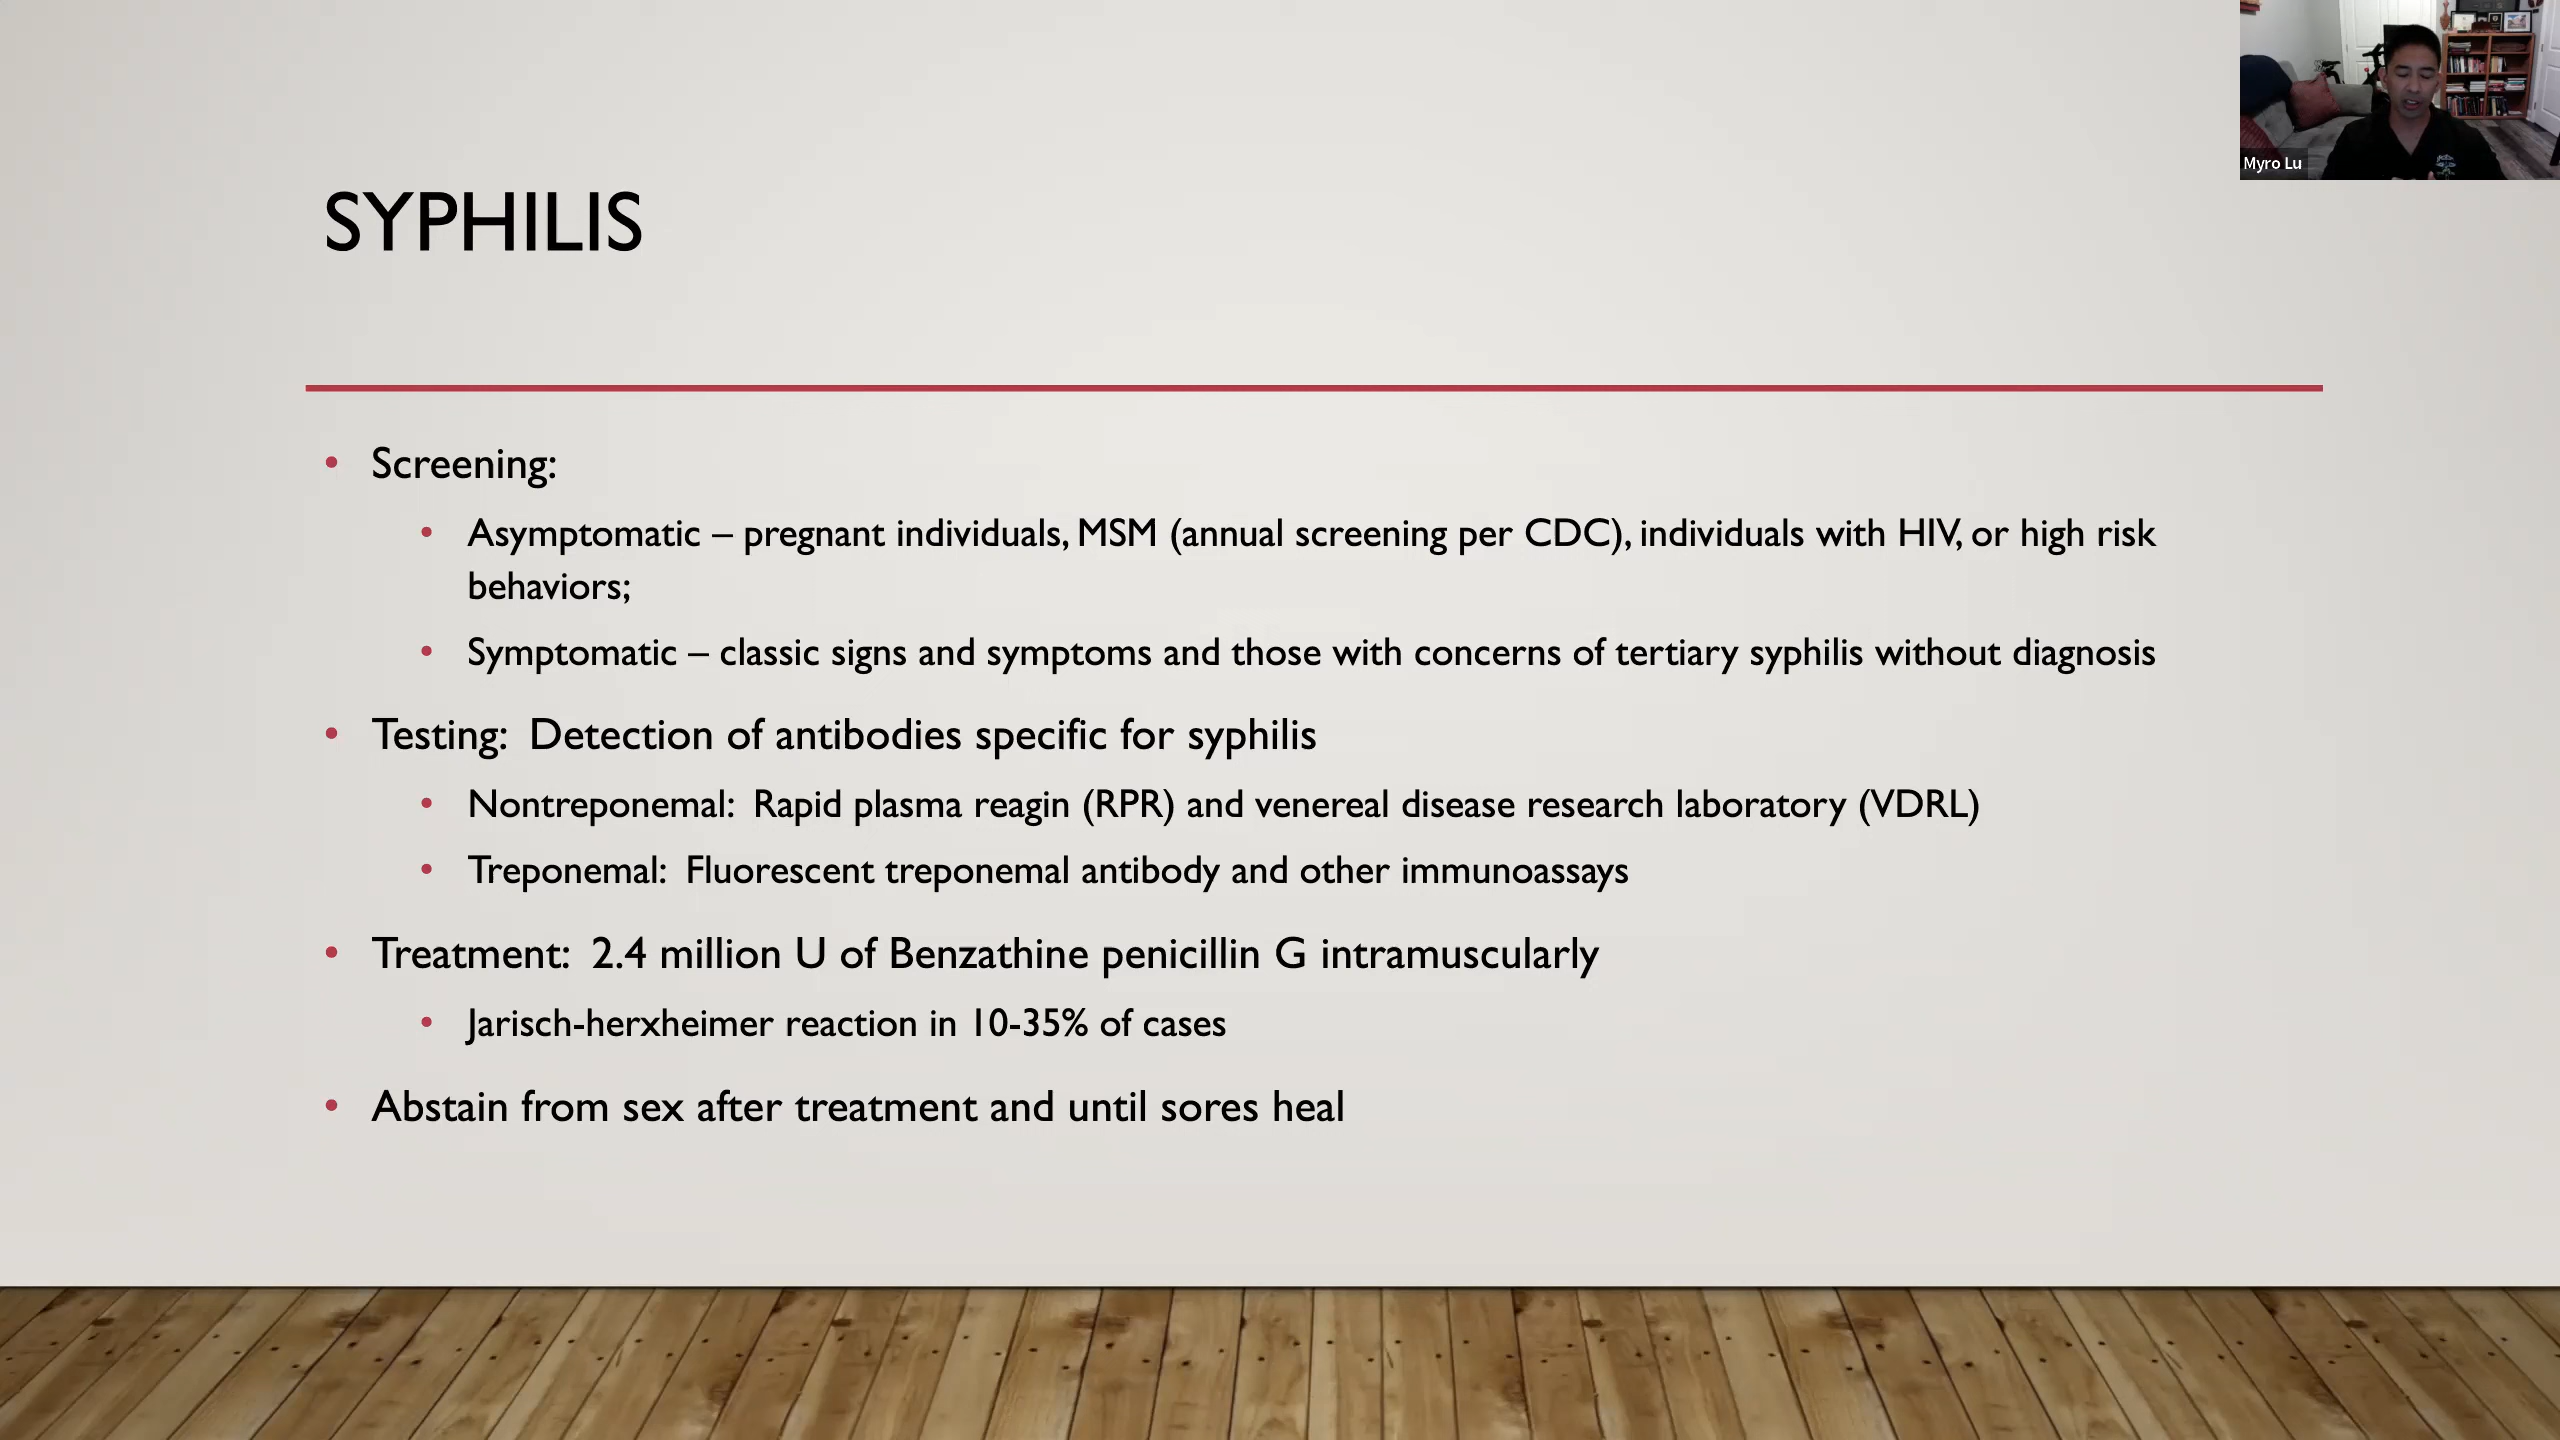 Myro Lu
SYPHILIS
• Screening:
• Asymptomatic – pregnant individuals, MSM (annual screening per CDC), individuals with HIV, or high risk
behaviors;
• Symptomatic – classic signs and symptoms and those with concerns of tertiary syphilis without diagnosis
• Testing: Detection of antibodies specific for syphilis
• Nontreponemal: Rapid plasma reagin (RPR) and venereal disease research laboratory (VDRL)
• Treponemal: Fluorescent treponemal antibody and other immunoassays
• Treatment: 2.4 million U of Benzathine penicillin G intramuscularly
• Jarisch-herxheimer reaction in 10-35% of cases
• Abstain from sex after treatment and until sores heal